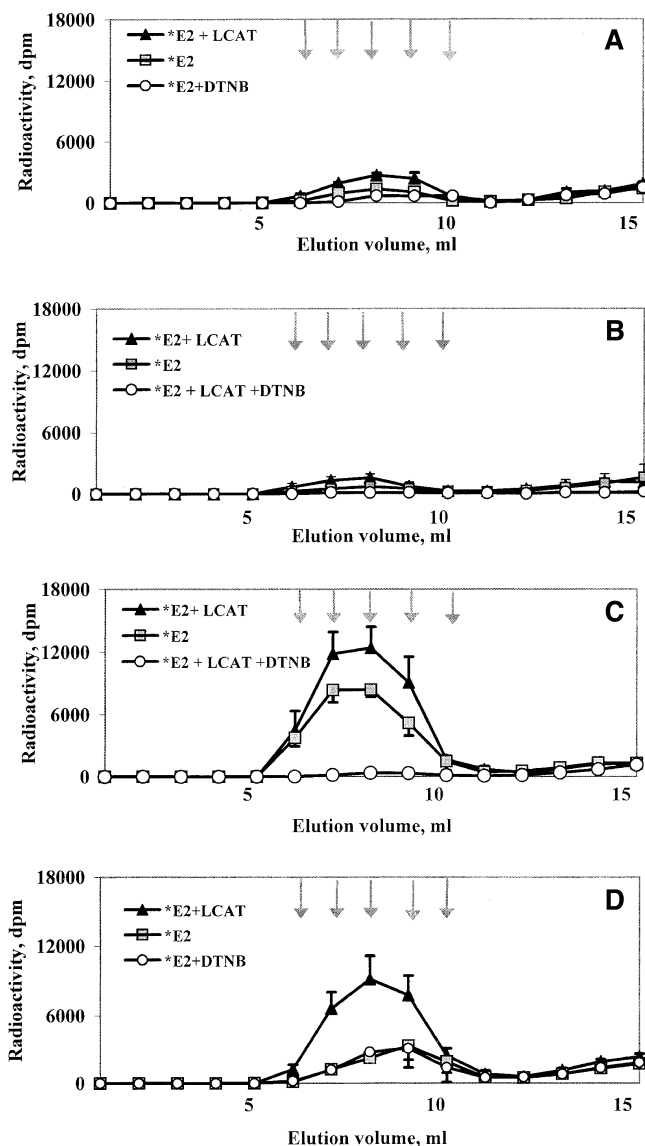 A
18000
12000
6000
0
Radioactivity, dpm
*E2 + LCAT
*E2
*E2+DTNB
5
10
15
Elution volume, ml
B
18000
12000
6000
0
Radioactivity, dpm
*E2+ LCAT
*E2
*E2 + LCAT +DTNB
5
10
15
Elution volume, ml
C
18000
12000
6000
0
Radioactivity, dpm
*E2+ LCAT
*E2
*E2 + LCAT +DTNB
5
10
15
Elution volume, ml
D
18000
12000
6000
0
Radioactivity, dpm
*E2+LCAT
*E2
*E2+DTNB
5
10
15
Elution volume, ml